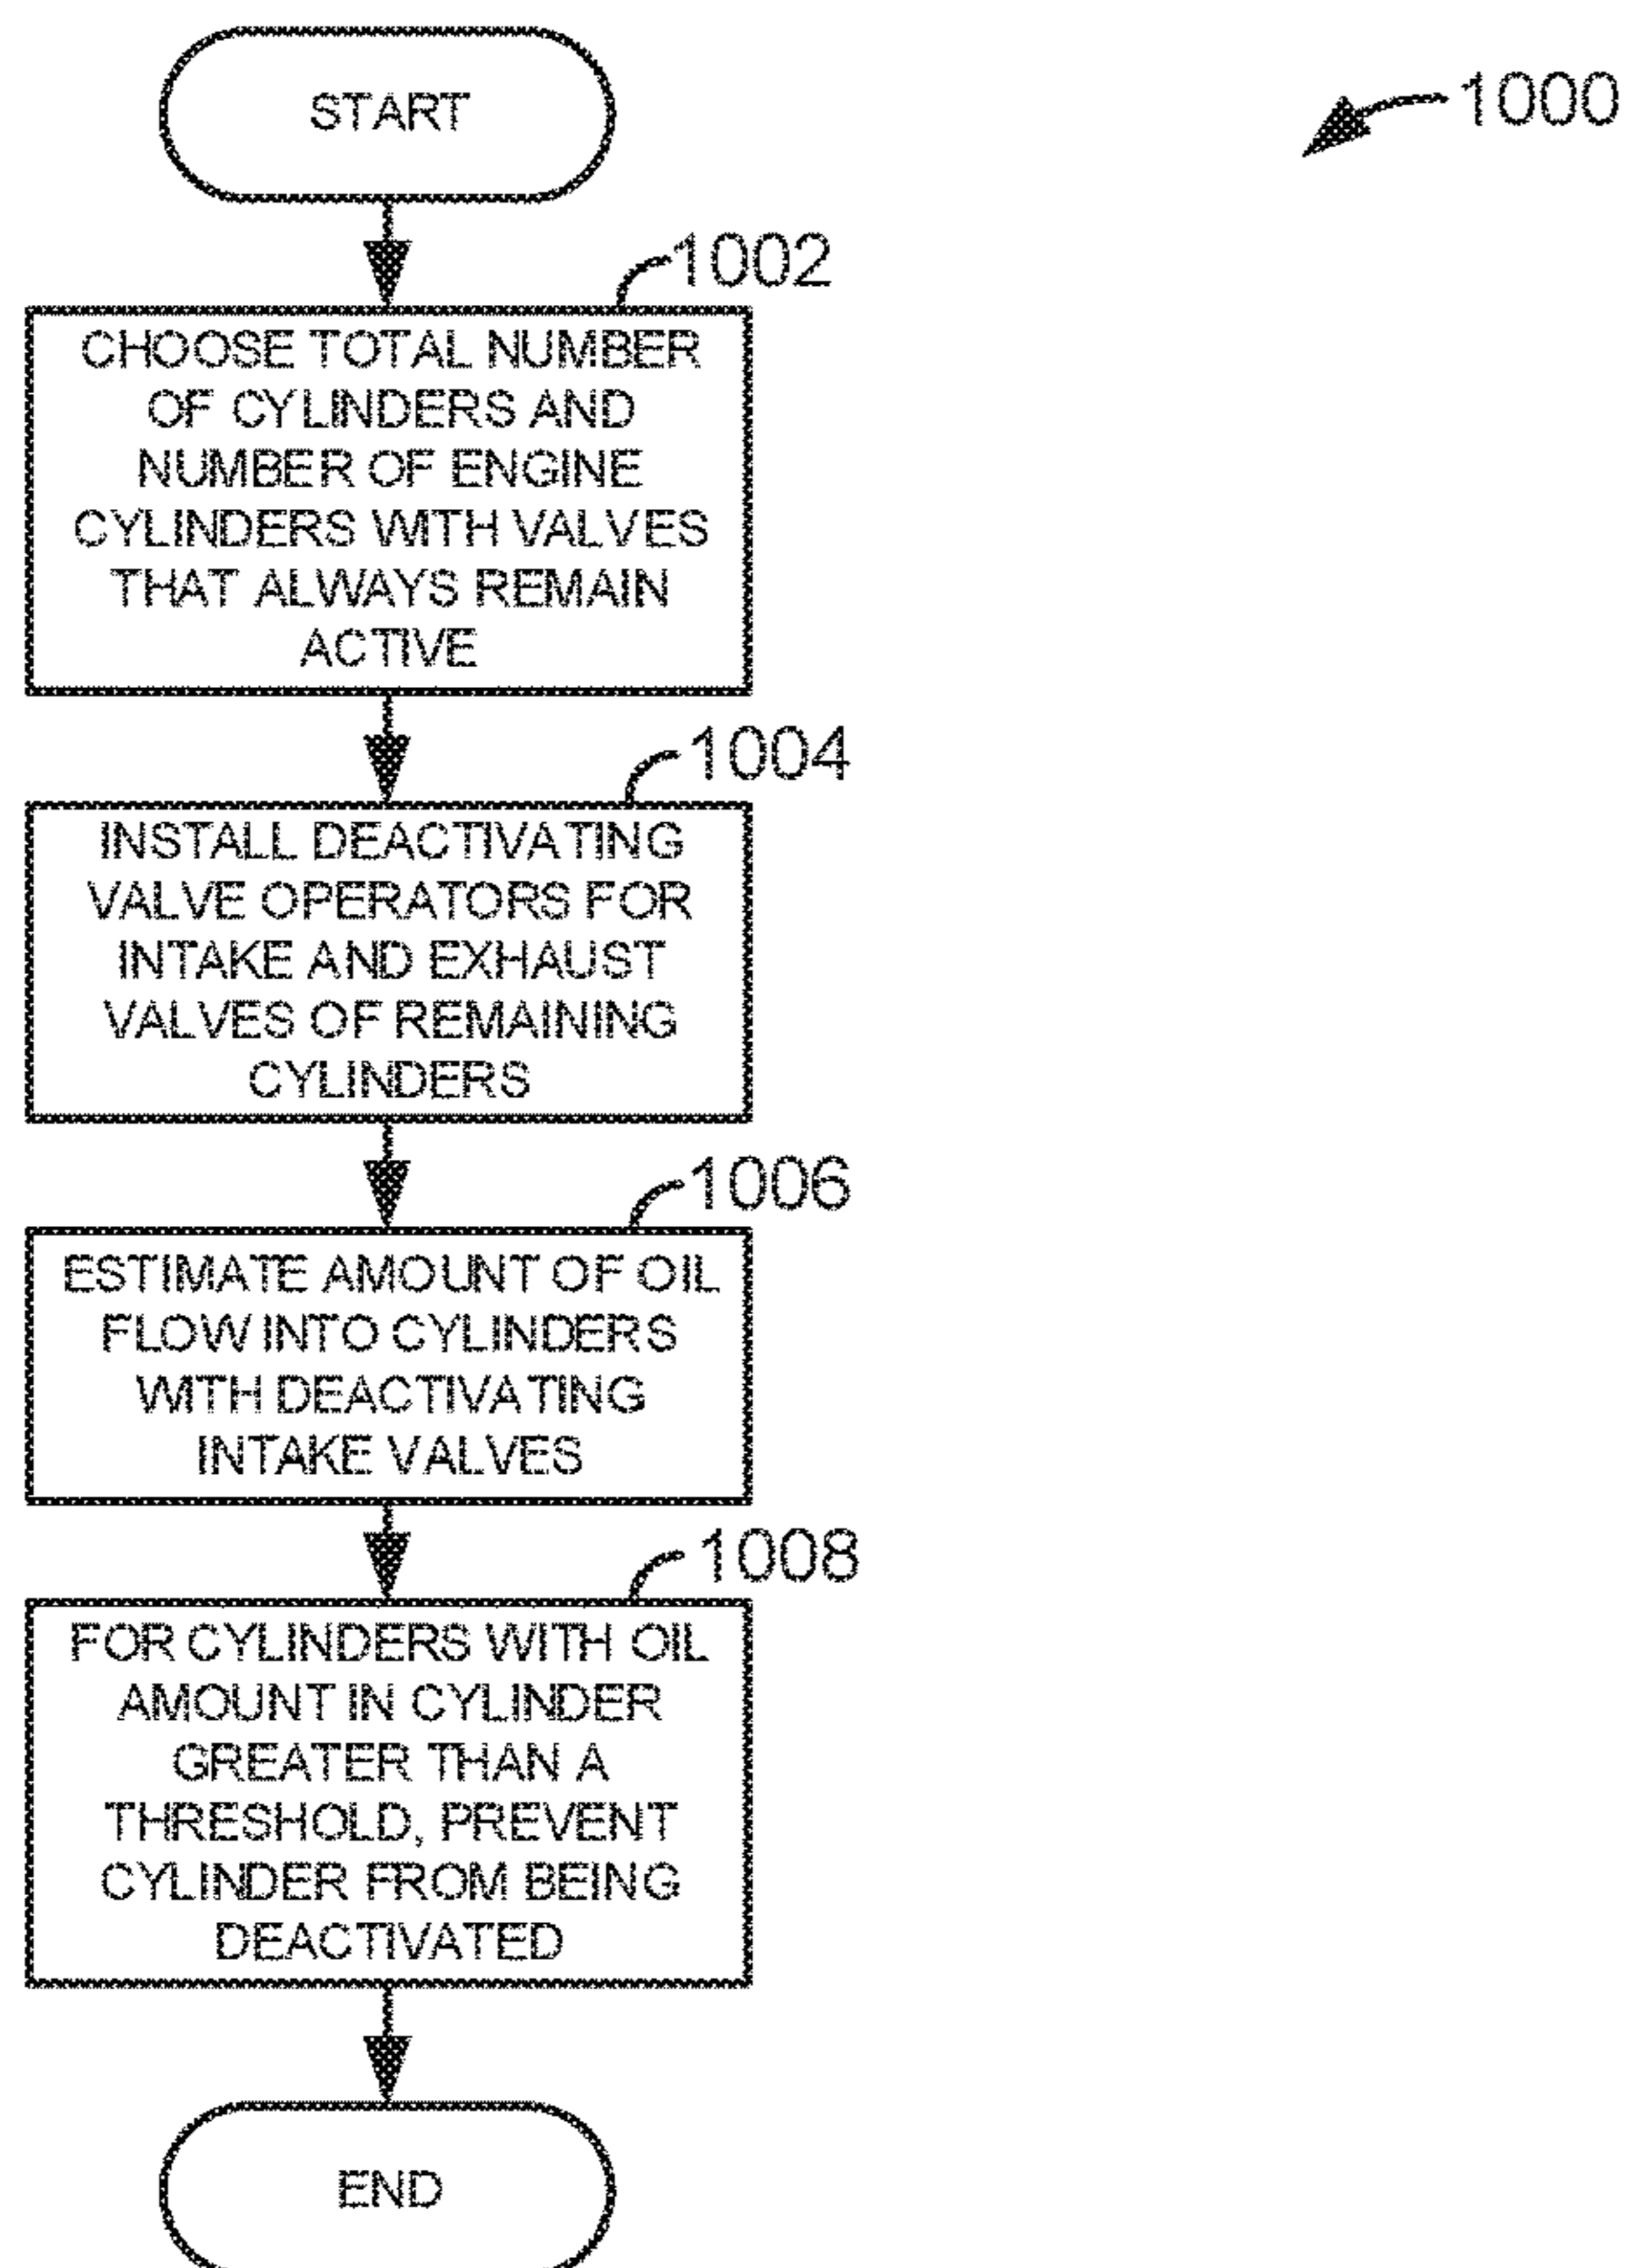 START
1000
1002
CHOOSE TOTAL NUMBER
OF CYLINDERS AND
NUMBER OF ENGINE
CYLINDERS WITH VALVES
THAT ALWAYS REMAIN
ACTIVE
1004
INSTALL DEACTIVATING
VALVE OPERATORS FOR
INTAKE AND EXHAUST
VALVES OF REMAINING
CYLINDERS
1006
ESTIMATE AMOUNT OF OIL
FLOW INTO CYLINDERS
WITH DEACTIVATING
INTAKE VALVES
1008
FOR CYLINDERS WITH OIL
AMOUNT IN CYLINDER
GREATER THAN A
THRESHOLD, PREVENT
CYLINDER FROM BEING
DEACTIVATED
END